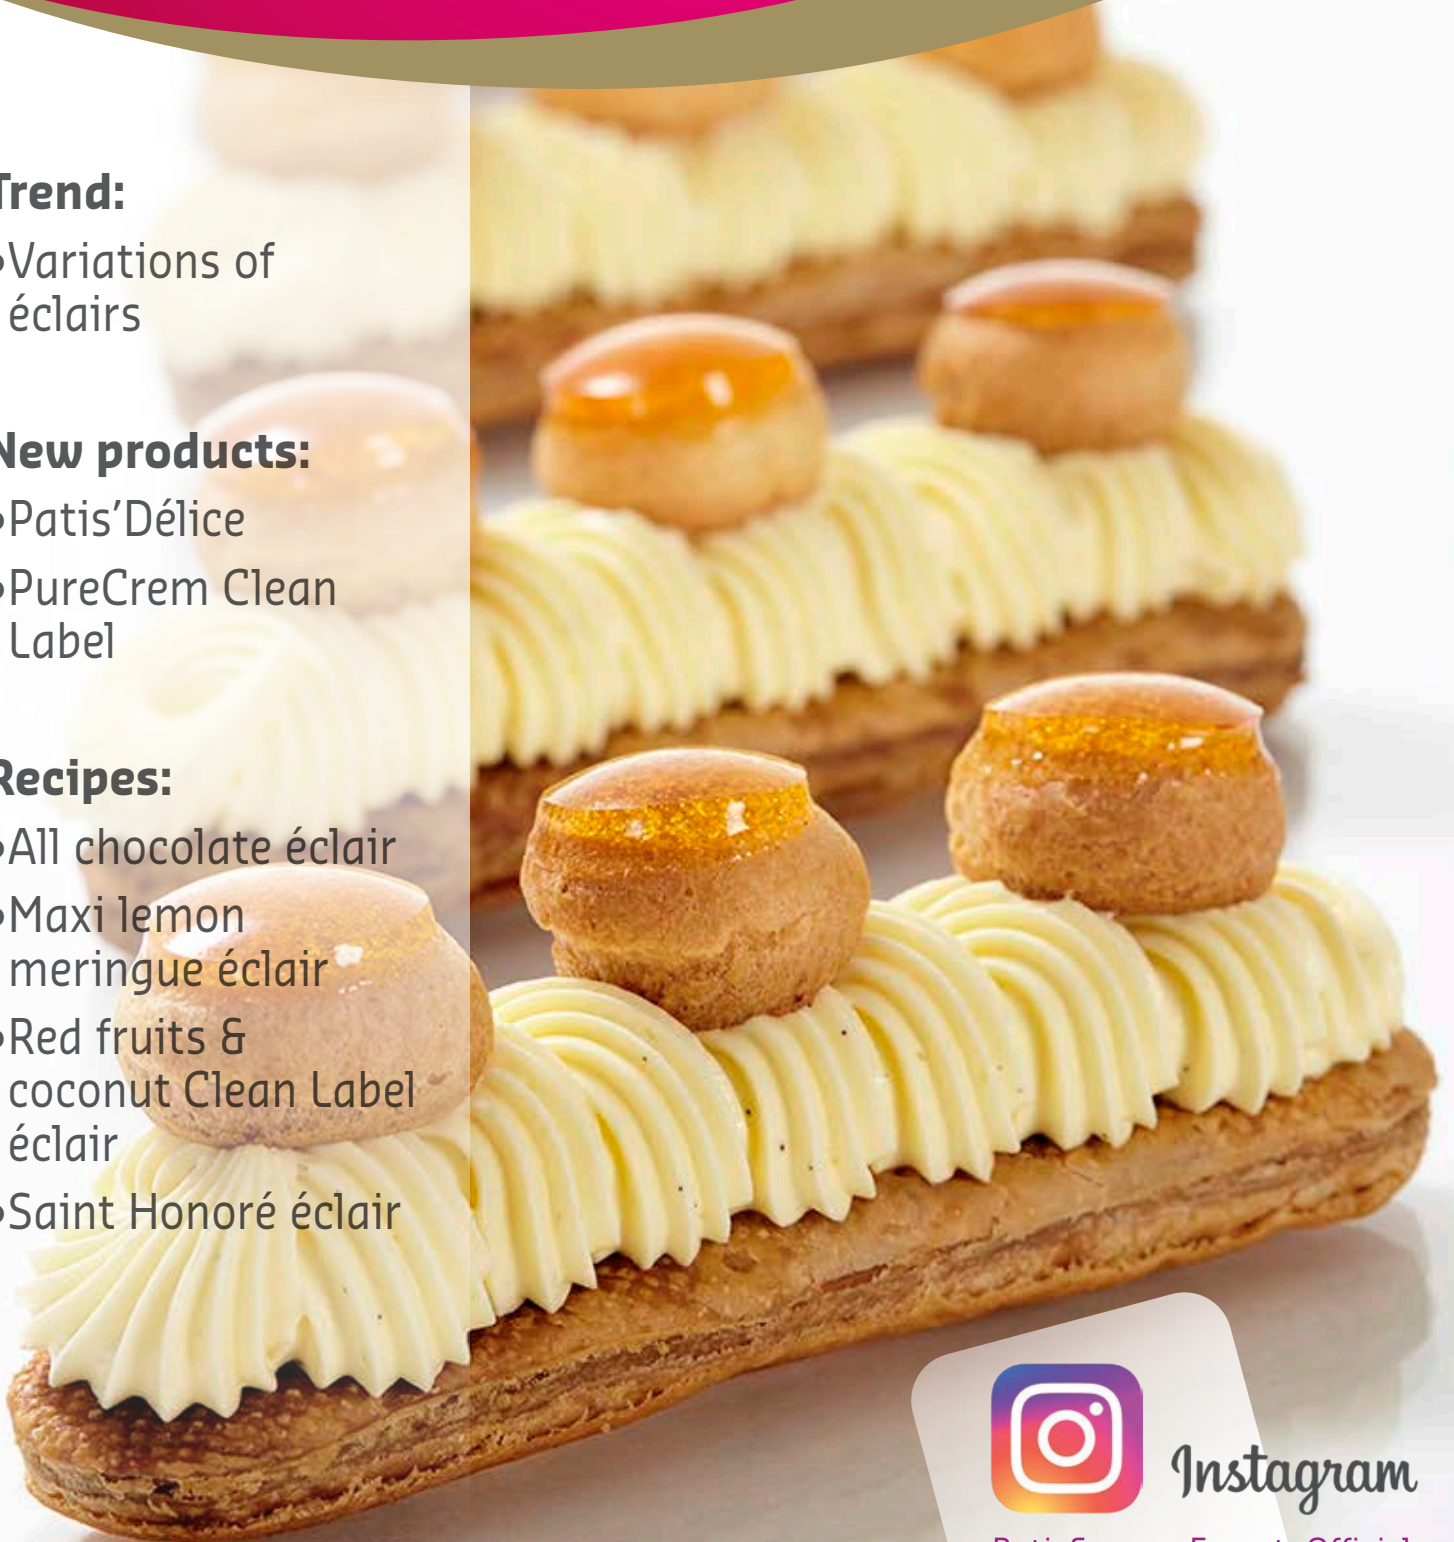 Trend:
•Variations of
éclairs
New products:
•Patis’Délice
•PureCrem Clean
Label
Recipes:
•All chocolate éclair
•Maxi lemon
meringue éclair
•Red fruits &
coconut Clean Label
éclair
•Saint Honoré éclair
Instagram